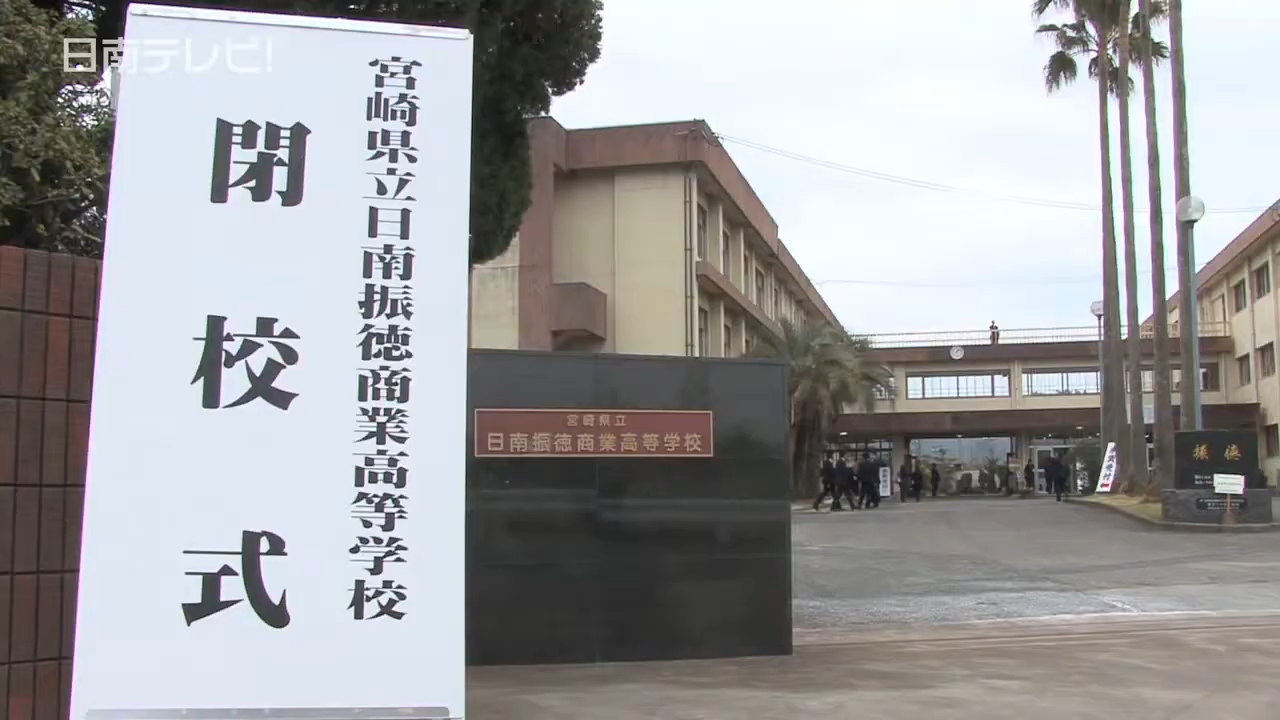 日南テレビ!
宮崎県立日南振徳商業高等学校
閉校式
宮崎県立
日南振徳商業高等学校
振徳